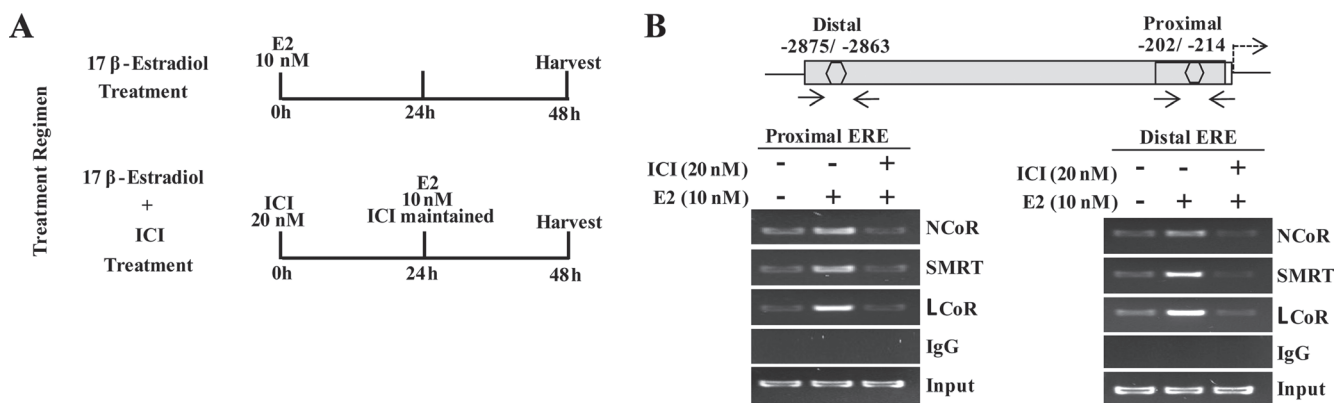 A
Treatment Regimen
17 β-Estradiol
Treatment
E2
10 nM
Harvest
0h
24h
48h
17 β-Estradiol
+
ICI
Treatment
ICI
20 nM
E2
10 nM
ICI maintained
Harvest
0h
24h
48h
B
Distal
-2875/ -2863
Proximal
-202/ -214
Proximal ERE
ICI (20 nM) - - +
E2 (10 nM) - + +
NCoR
SMRT
LCoR
IgG
Input
Distal ERE
ICI (20 nM) - - +
E2 (10 nM) - + +
NCoR
SMRT
LCoR
IgG
Input